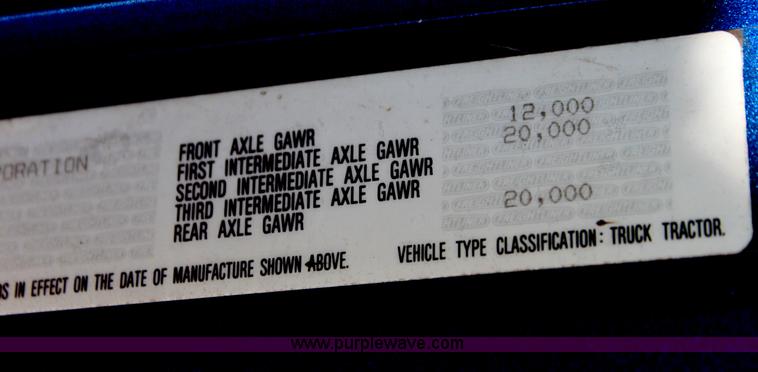 PORATION
FRONT AXLE GAWR 12,000
FIRST INTERMEDIATE AXLE GAWR 20,000
SECOND INTERMEDIATE AXLE GAWR
THIRD INTERMEDIATE AXLE GAWR
REAR AXLE GAWR 20,000
DS IN EFFECT ON THE DATE OF MANUFACTURE SHOWN ABOVE.
VEHICLE TYPE CLASSIFICATION: TRUCK TRACTOR.
www.purplewave.com